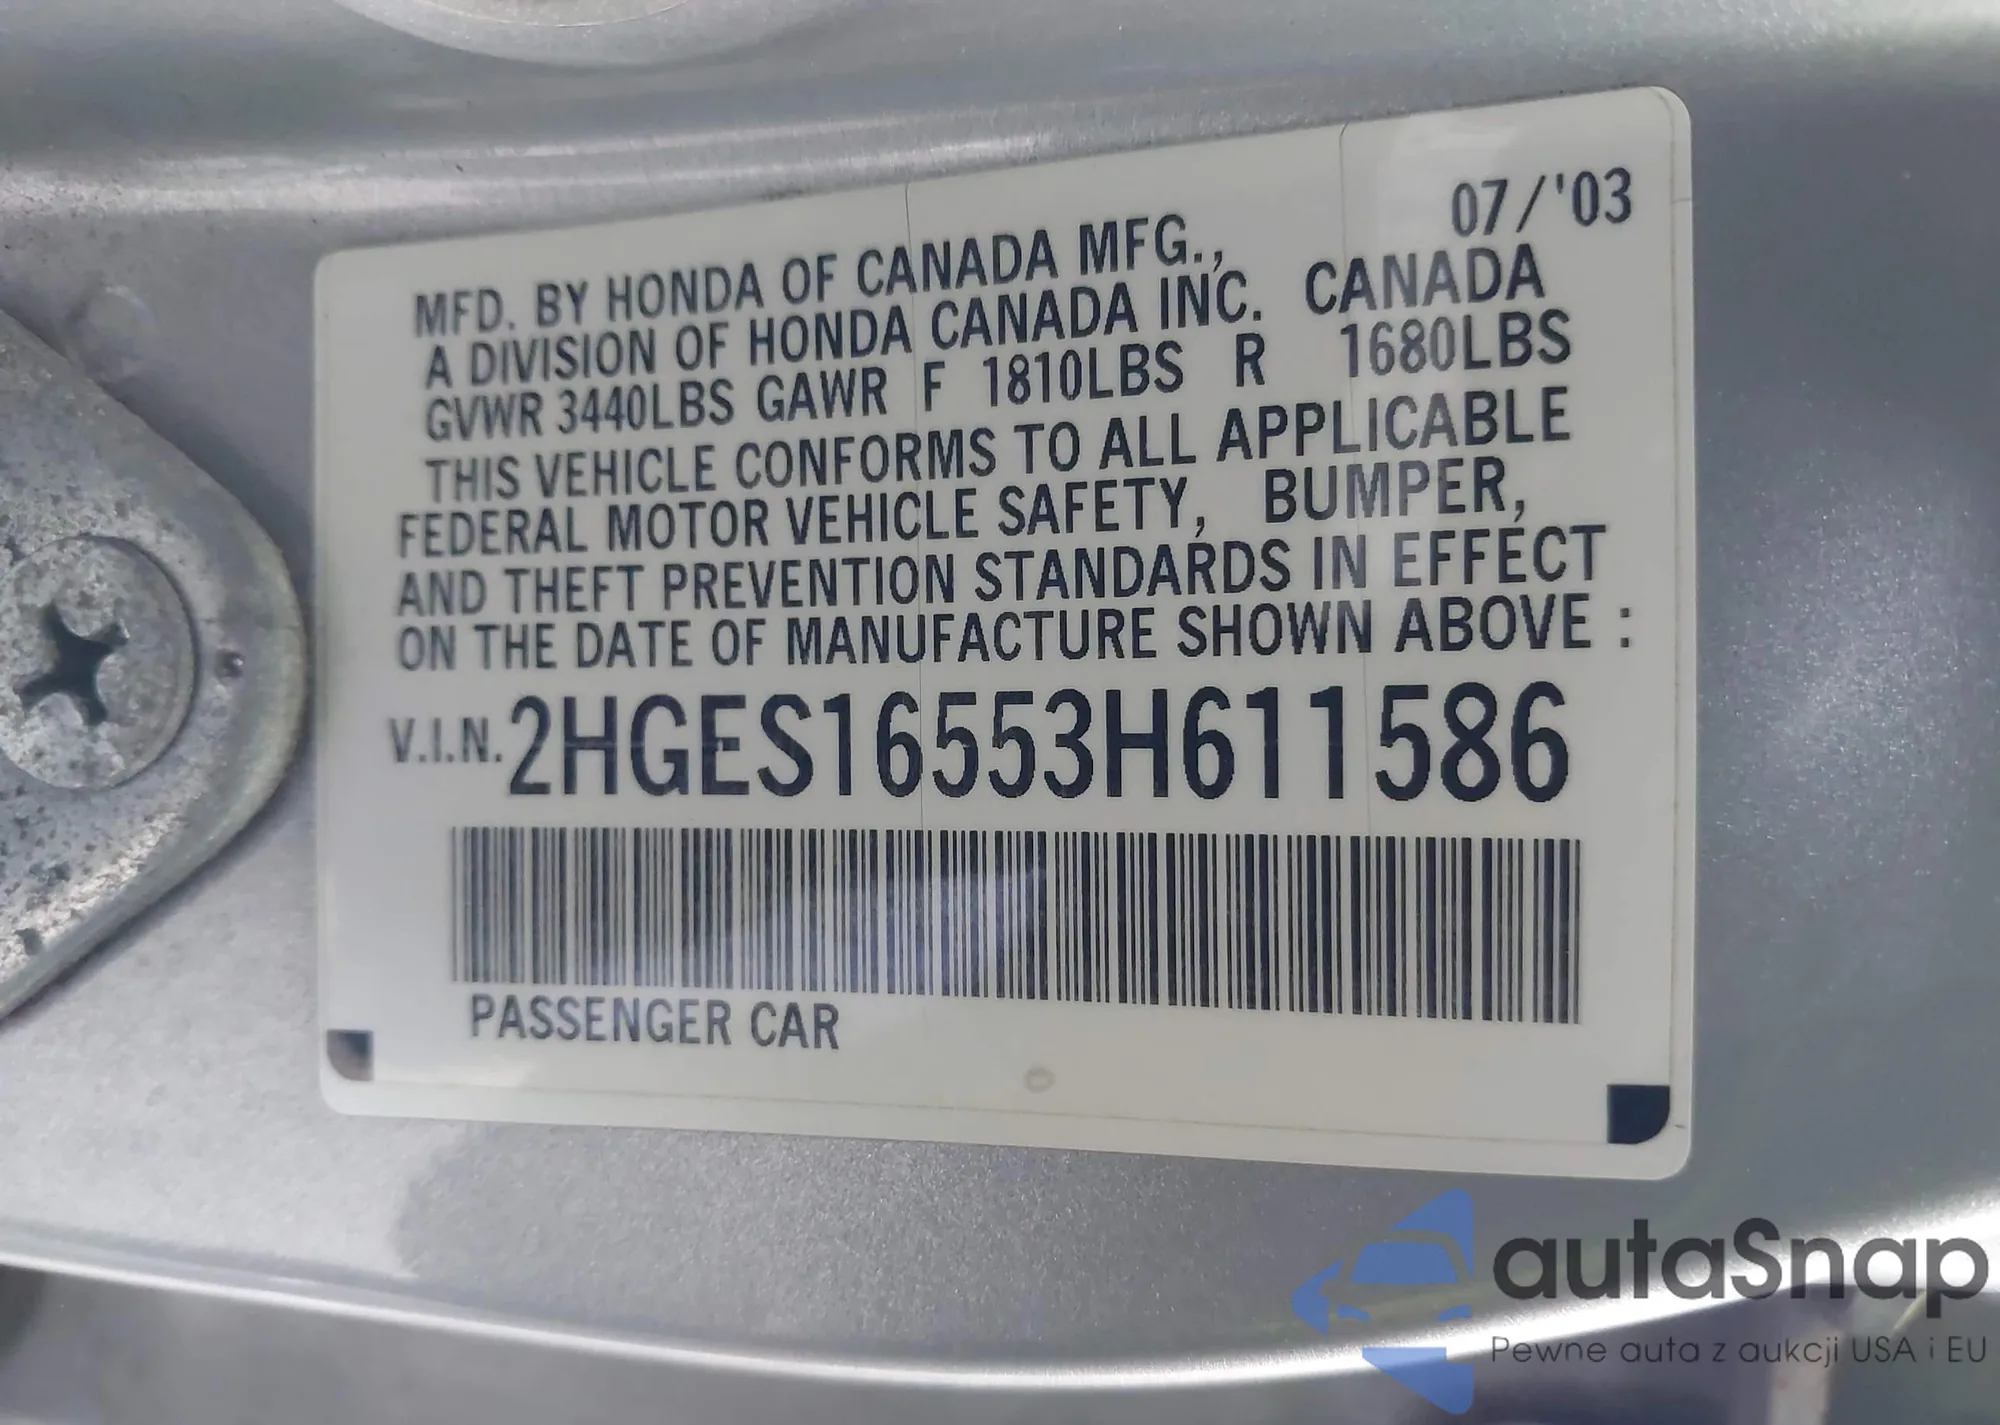 07/'03
MFD. BY HONDA OF CANADA MFG.,
A DIVISION OF HONDA CANADA INC. CANADA
GVWR 3440LBS GAWR F 1810LBS R 1680LBS
THIS VEHICLE CONFORMS TO ALL APPLICABLE
FEDERAL MOTOR VEHICLE SAFETY, BUMPER,
AND THEFT PREVENTION STANDARDS IN EFFECT
ON THE DATE OF MANUFACTURE SHOWN ABOVE :
V.I.N. 2HGES16553H611586
PASSENGER CAR
autaSnap
Pewne auta z aukcji USA i EU